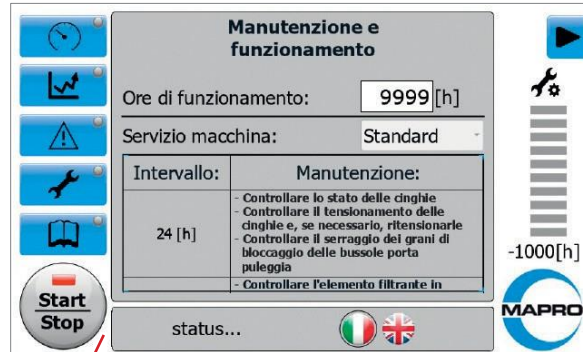 Manutenzione e
funzionamento
Ore di funzionamento: 9999 [h]
Servizio macchina: Standard
Intervallo: Manutenzione:
24 [h]
- Controllare lo stato delle cinghie
- Controllare il tensionamento delle
cinghie e, se necessario, ritensionarle
- Controllare il serraggio dei grani di
bloccaggio delle bussole porta
puleggia
- Controllare l'elemento filtrante in
-1000[h]
Start
Stop
status...
MAPRO